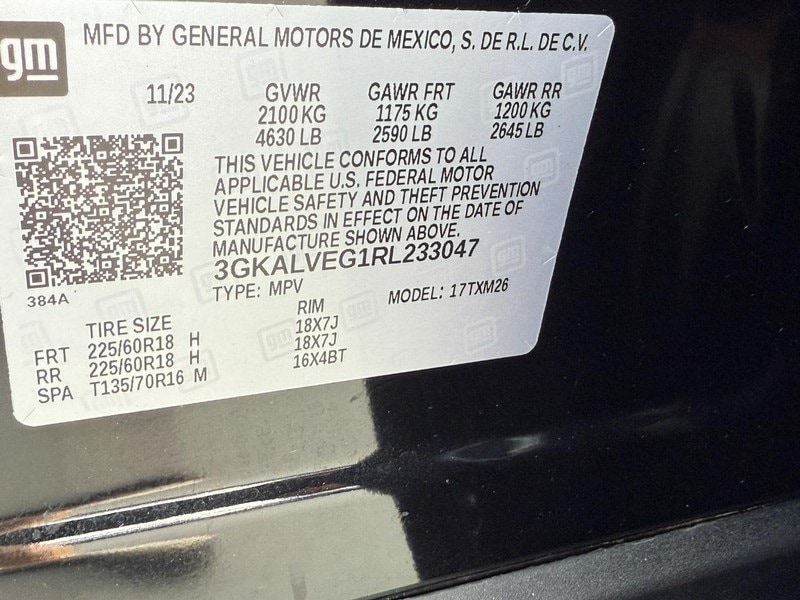 gm
MFD BY GENERAL MOTORS DE MEXICO, S. DE R.L. DE C.V.
11/23 GVWR GAWR FRT GAWR RR
2100 KG 1175 KG 1200 KG
4630 LB 2590 LB 2645 LB
THIS VEHICLE CONFORMS TO ALL
APPLICABLE U.S. FEDERAL MOTOR
VEHICLE SAFETY AND THEFT PREVENTION
STANDARDS IN EFFECT ON THE DATE OF
MANUFACTURE SHOWN ABOVE.
3GKALVEG1RL233047
384A
TYPE: MPV MODEL: 17TXM26
TIRE SIZE RIM
FRT 225/60R18 H 18X7J
RR 225/60R18 H 18X7J
SPA T135/70R16 M 16X4BT